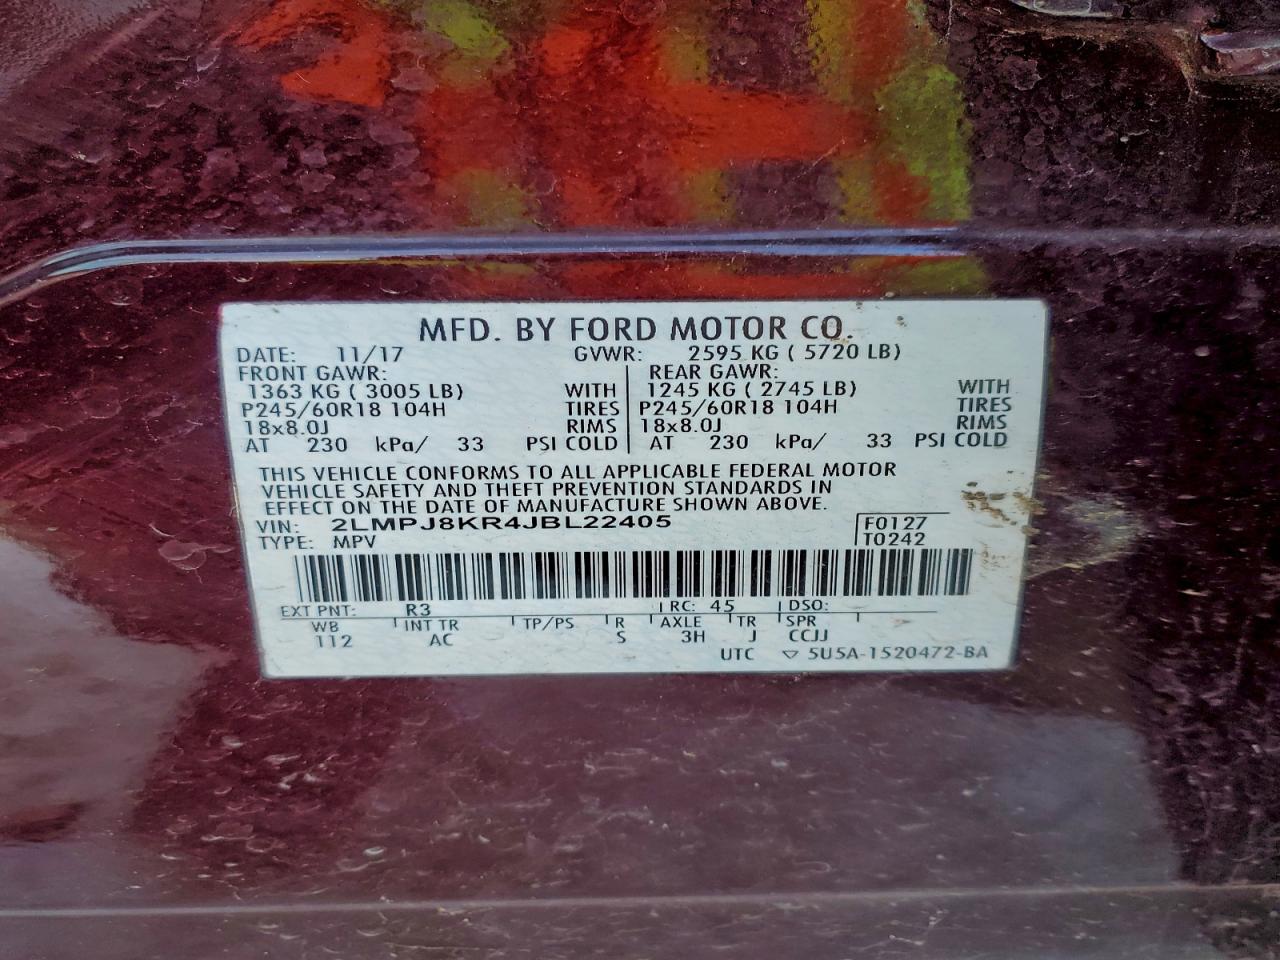 MFD. BY FORD MOTOR CO.
DATE: 11/17 GVWR: 2595 KG ( 5720 LB)
FRONT GAWR: REAR GAWR:
1363 KG ( 3005 LB) WITH 1245 KG ( 2745 LB) WITH
P245/60R18 104H TIRES P245/60R18 104H TIRES
18x8.0J RIMS 18x8.0J RIMS
AT 230 kPa/ 33 PSI COLD AT 230 kPa/ 33 PSI COLD
THIS VEHICLE CONFORMS TO ALL APPLICABLE FEDERAL MOTOR
VEHICLE SAFETY AND THEFT PREVENTION STANDARDS IN
EFFECT ON THE DATE OF MANUFACTURE SHOWN ABOVE.
VIN: 2LMPJ8KR4JBL22405 F0127
TYPE: MPV T0242
EXT PNT: R3 RC: 45 DSO:
WB INT TR TP/PS R AXLE TR SPR
112 AC S 3H J CCJJ
UTC ▽ 5U5A-1520472-BA